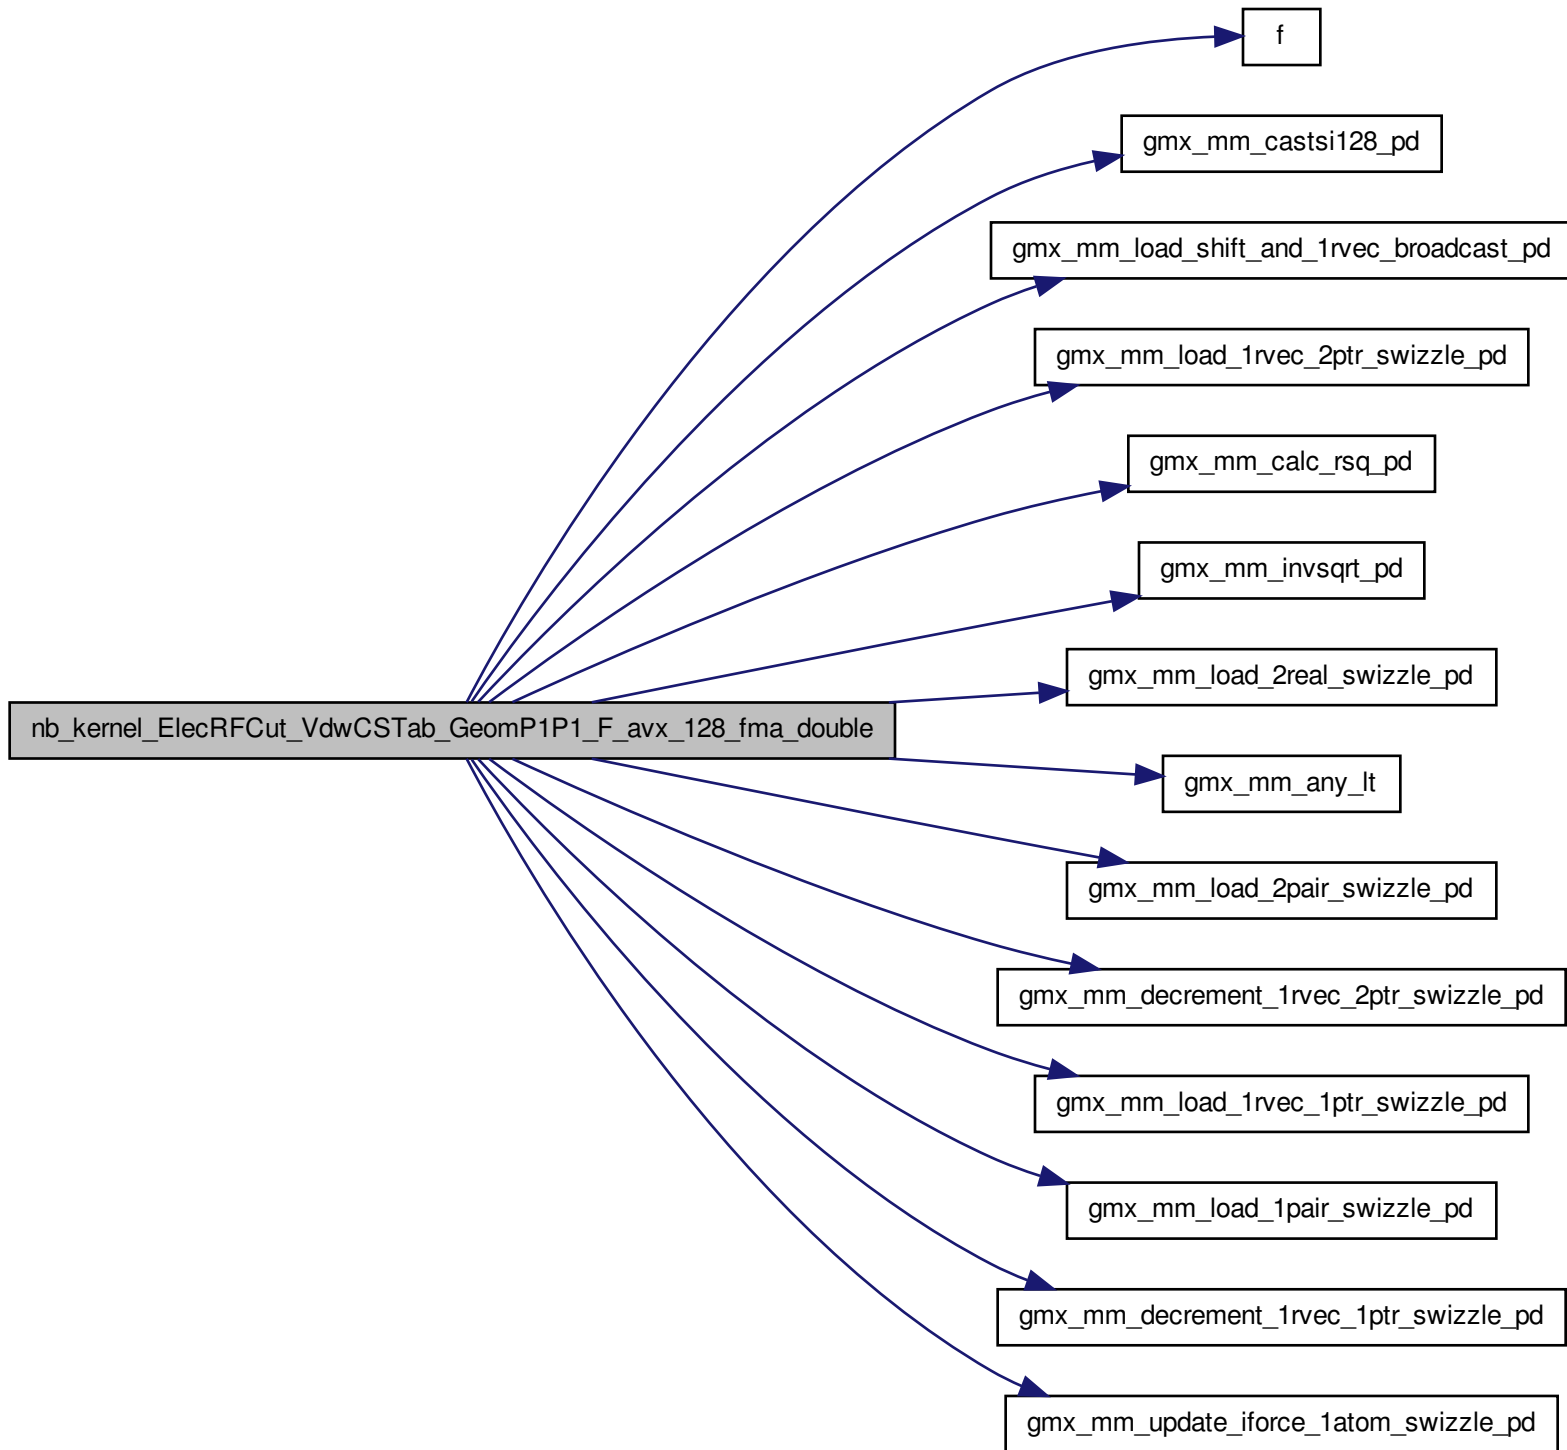 f
gmx_mm_castsi128_pd
gmx_mm_load_shift_and_1rvec_broadcast_pd
gmx_mm_load_1rvec_2ptr_swizzle_pd
gmx_mm_calc_rsq_pd
gmx_mm_invsqrt_pd
gmx_mm_load_2real_swizzle_pd
nb_kernel_ElecRFCut_VdwCSTab_GeomP1P1_F_avx_128_fma_double
gmx_mm_any_lt
gmx_mm_load_2pair_swizzle_pd
gmx_mm_decrement_1rvec_2ptr_swizzle_pd
gmx_mm_load_1rvec_1ptr_swizzle_pd
gmx_mm_load_1pair_swizzle_pd
gmx_mm_decrement_1rvec_1ptr_swizzle_pd
gmx_mm_update_iforce_1atom_swizzle_pd